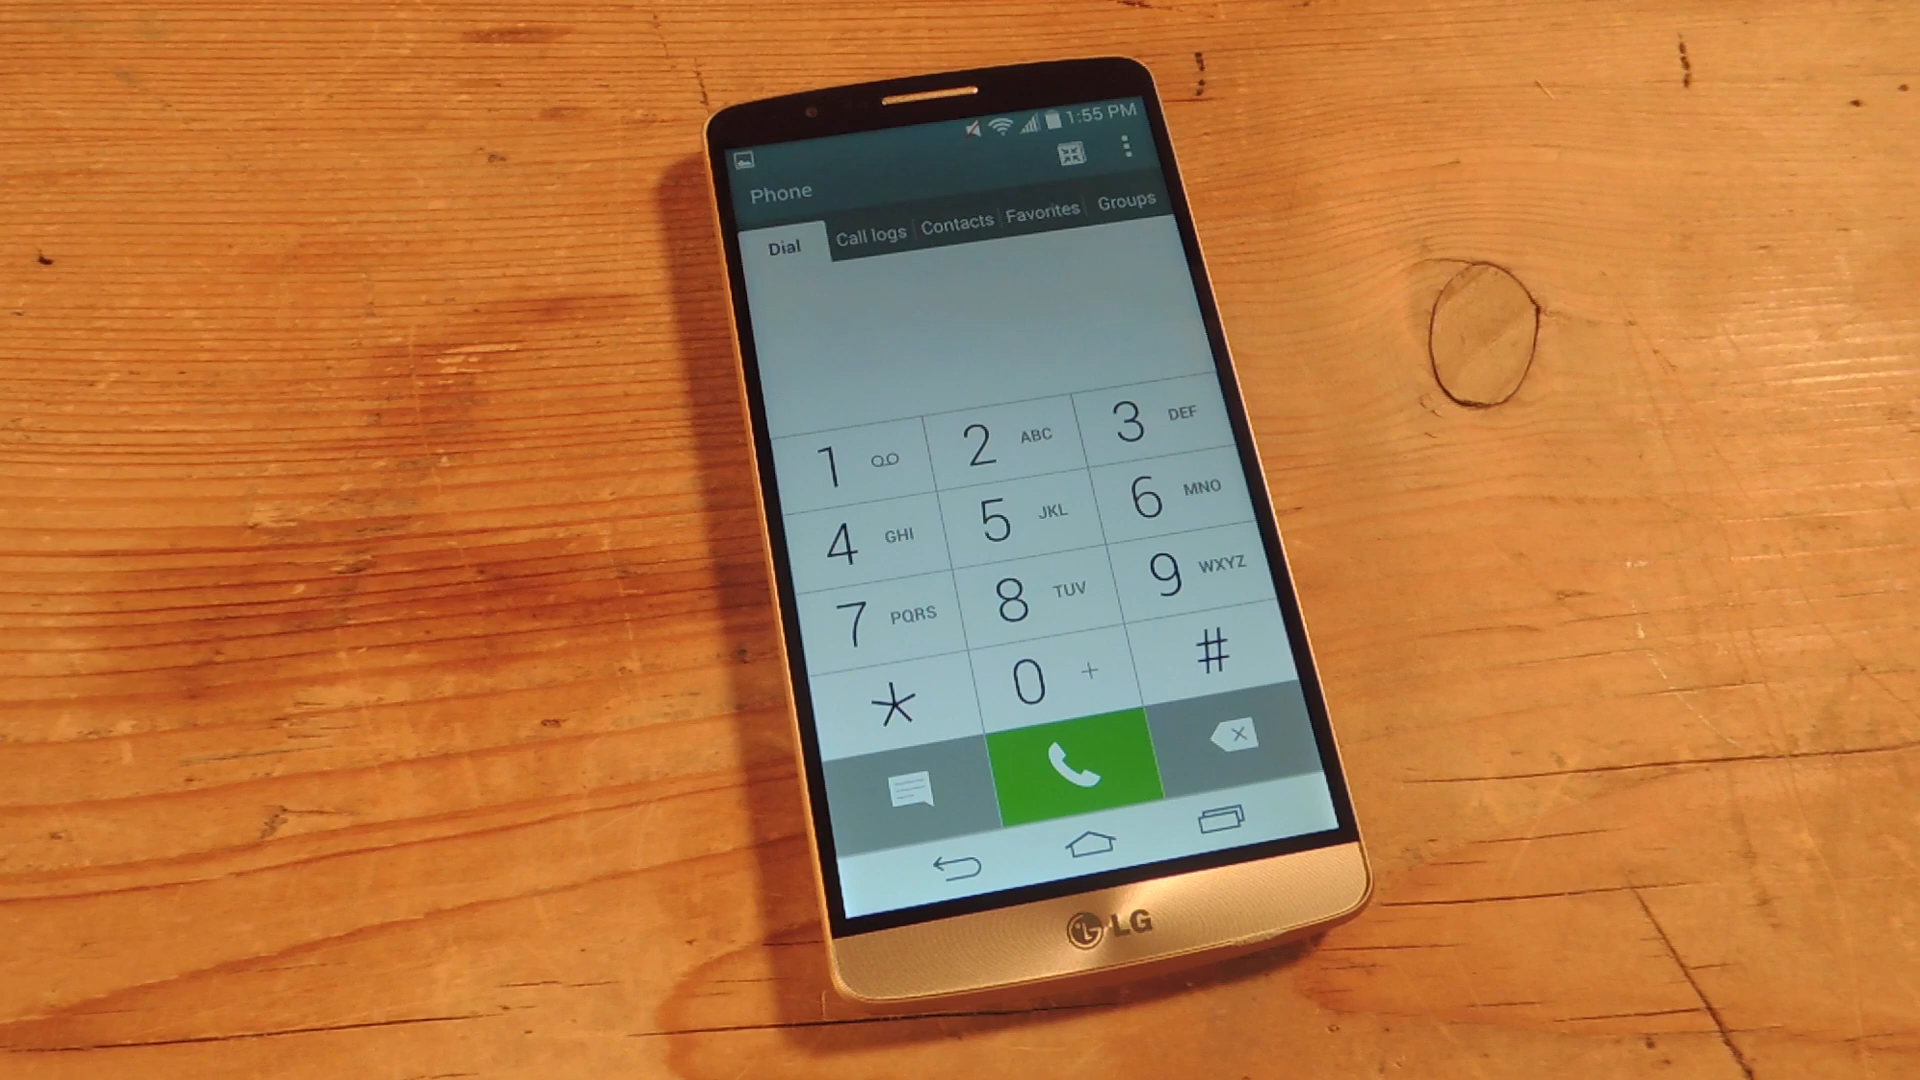 1:55 PM
Phone
Dial Call logs Contacts Favorites Groups
1 2 ABC 3 DEF
4 GHI 5 JKL 6 MNO
7 PQRS 8 TUV 9 WXYZ
* 0 + #
LG